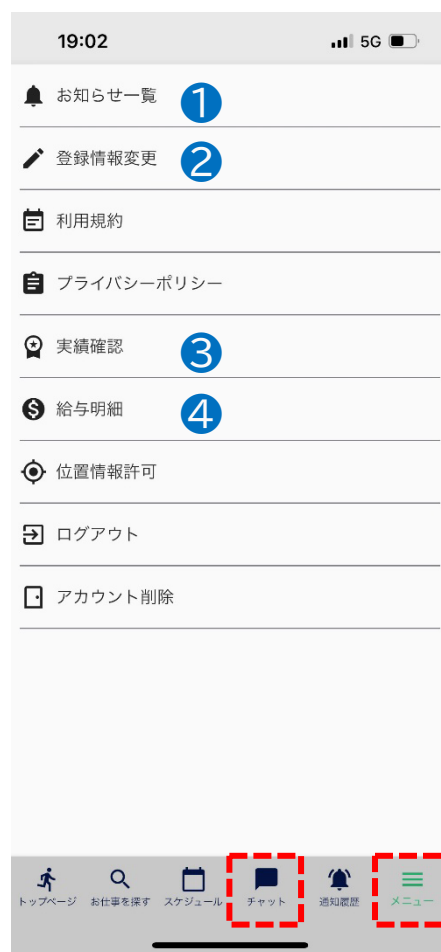 19:02 5G
お知らせ一覧 1
登録情報変更 2
利用規約
プライバシーポリシー
実績確認 3
給与明細 4
位置情報許可
ログアウト
アカウント削除
トップページ お仕事を探す スケジュール チャット 通知履歴 メニュー